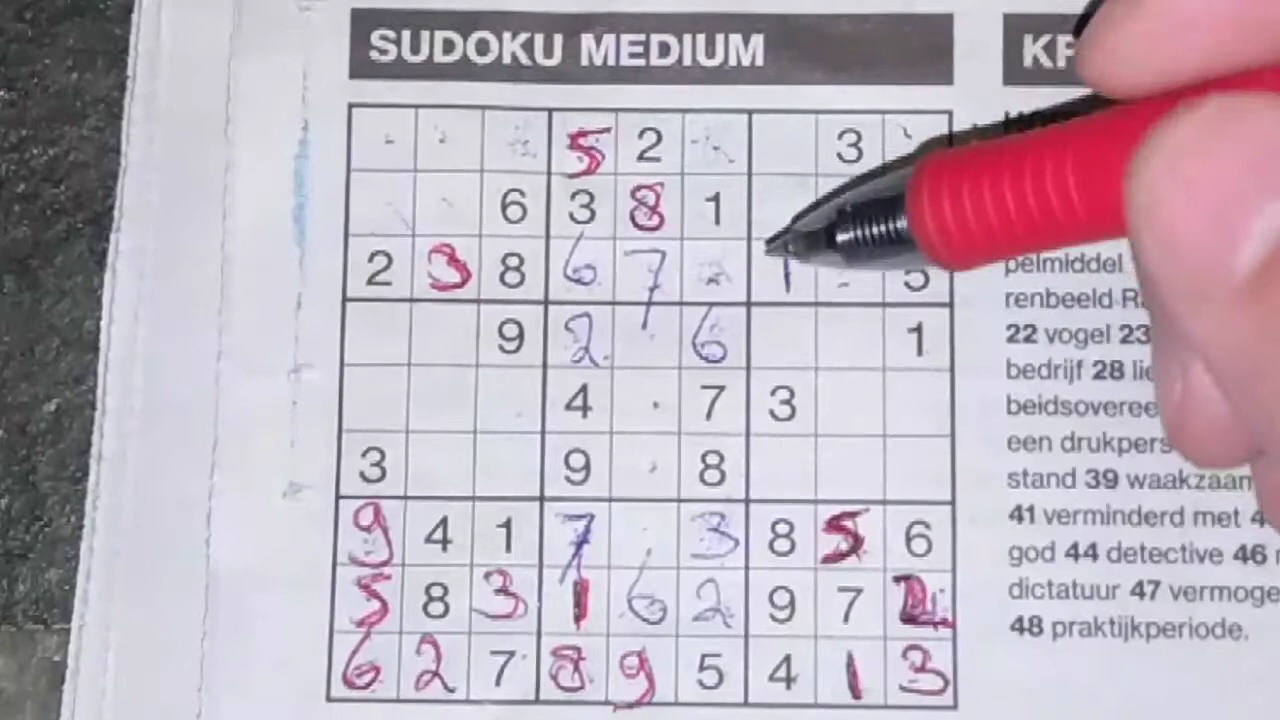 SUDOKU MEDIUM
5 2 3
6 3 8 1
2 3 8 6 7 1 5
9 2 6 1
4 7 3
3 9 8
9 4 1 7 3 8 5 6
5 8 3 1 6 2 9 7
6 2 7 8 9 5 4 1 3
pelmiddel
renbeeld R
22 vogel 23
bedrijf 28
beidsoveree
een drukpers
stand 39 waakzaam
41 verminderd met
god 44 detective 46
dictatuur 47 vermoge
48 praktijkperiode.